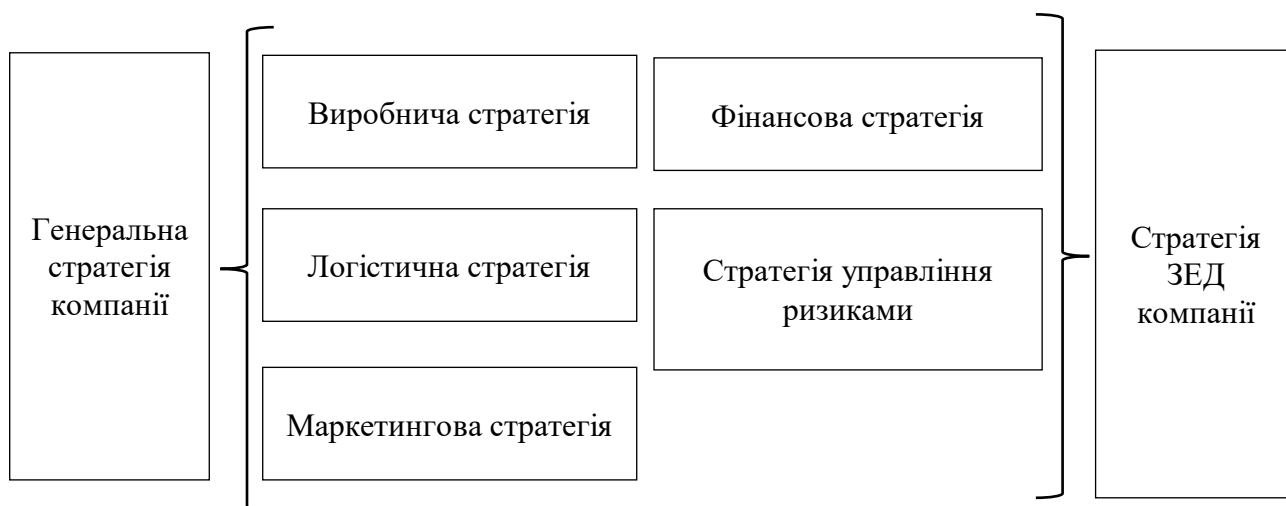 Генеральна
стратегія
компанії
Виробнича стратегія
Логістична стратегія
Маркетингова стратегія
Фінансова стратегія
Стратегія управління
ризиками
Стратегія
ЗЕД
компанії